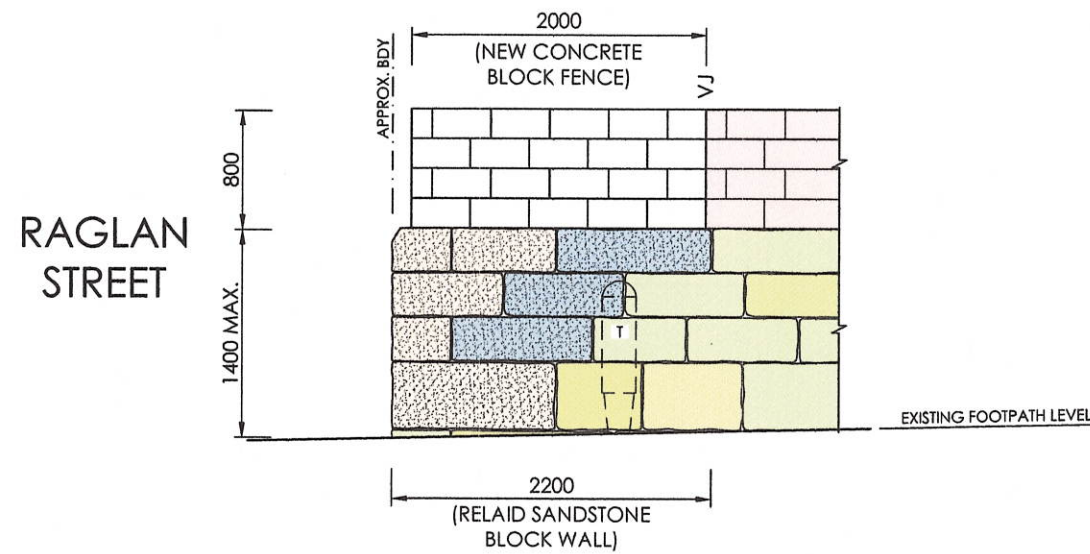 2000
(NEW CONCRETE
BLOCK FENCE)
APPROX. BDY
VJ
800
RAGLAN
STREET
1400 MAX.
T
EXISTING FOOTPATH LEVEL
2200
(RELAID SANDSTONE
BLOCK WALL)